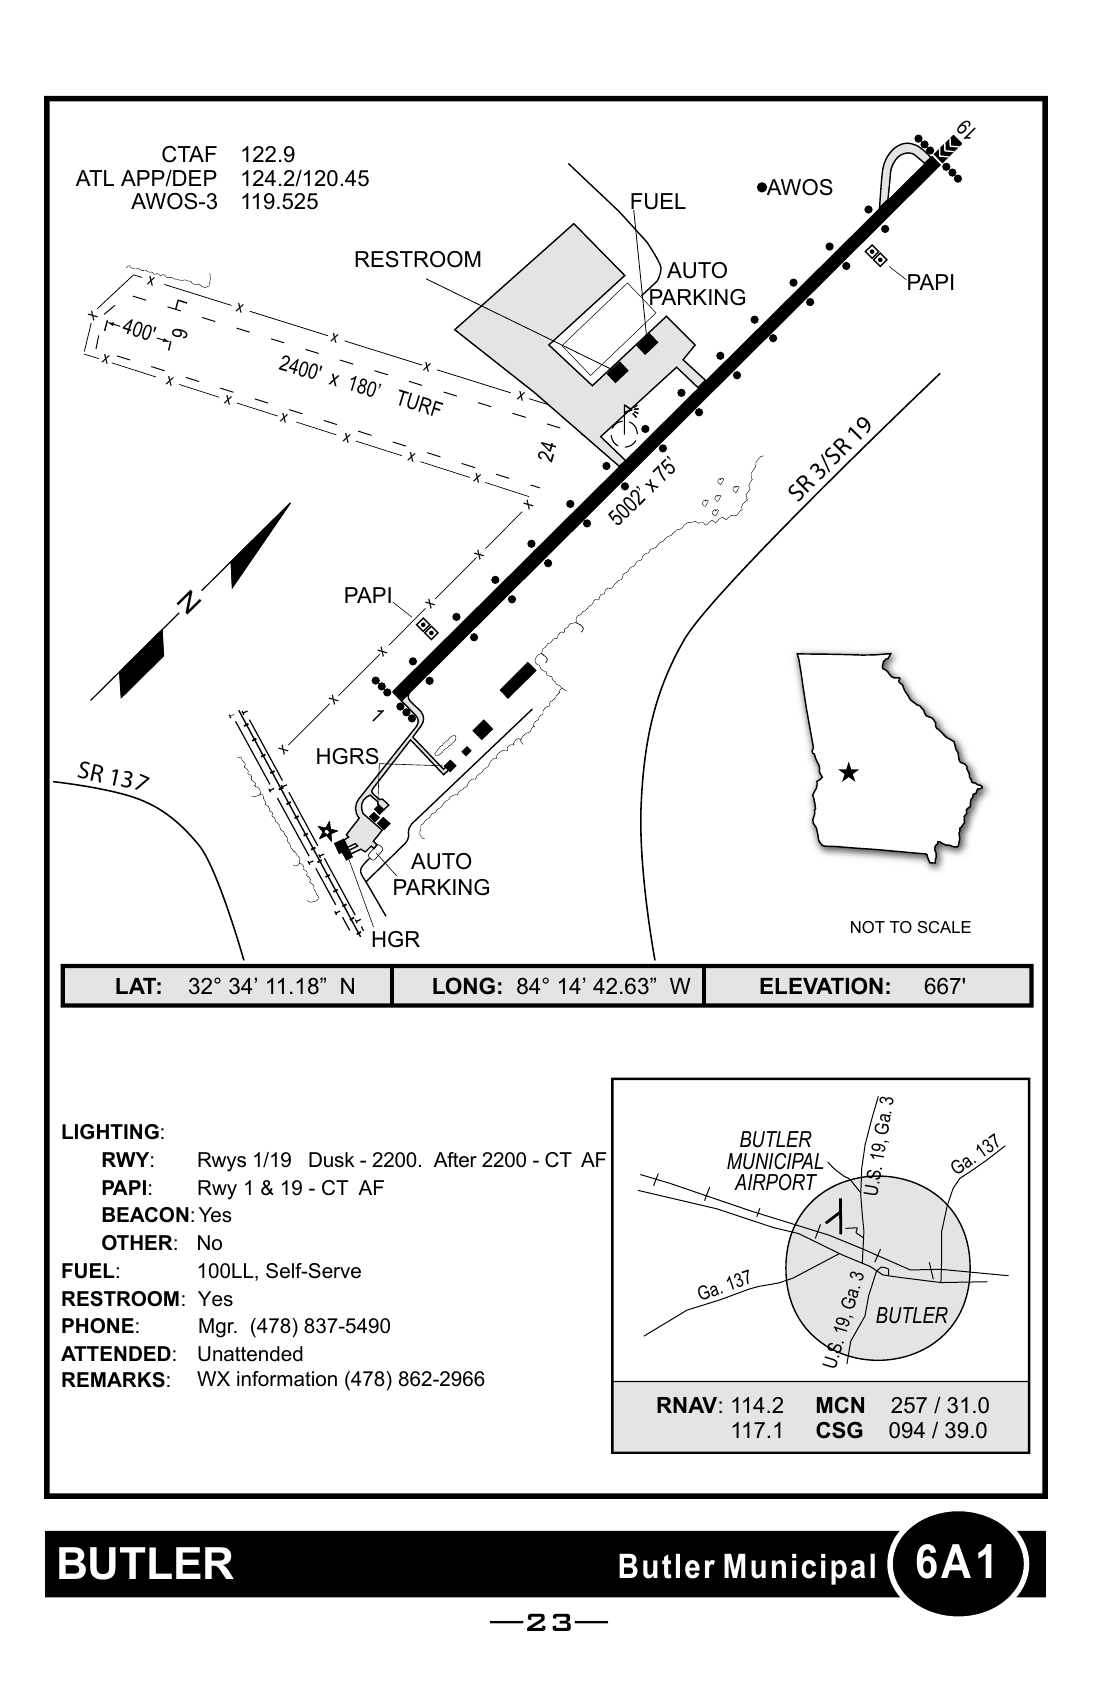 CTAF 122.9
ATL APP/DEP 124.2/120.45
AWOS-3 119.525
19
AWOS
FUEL
RESTROOM
AUTO
PARKING
PAPI
400'
6
2400' x 180' TURF
24
5002' x 75'
SR 3/SR 19
N
PAPI
1
HGRS
SR 137
AUTO
PARKING
HGR
NOT TO SCALE
LAT: 32° 34’ 11.18” N LONG: 84° 14’ 42.63” W ELEVATION: 667'
LIGHTING:
RWY: Rwys 1/19 Dusk - 2200. After 2200 - CT AF
PAPI: Rwy 1 & 19 - CT AF
BEACON: Yes
OTHER: No
FUEL: 100LL, Self-Serve
RESTROOM: Yes
PHONE: Mgr. (478) 837-5490
ATTENDED: Unattended
REMARKS: WX information (478) 862-2966
BUTLER
MUNICIPAL
AIRPORT
U.S. 19, Ga. 3
Ga. 137
Ga. 137
U.S. 19, Ga. 3
BUTLER
RNAV: 114.2 MCN 257 / 31.0
117.1 CSG 094 / 39.0
BUTLER
Butler Municipal 6A1
23